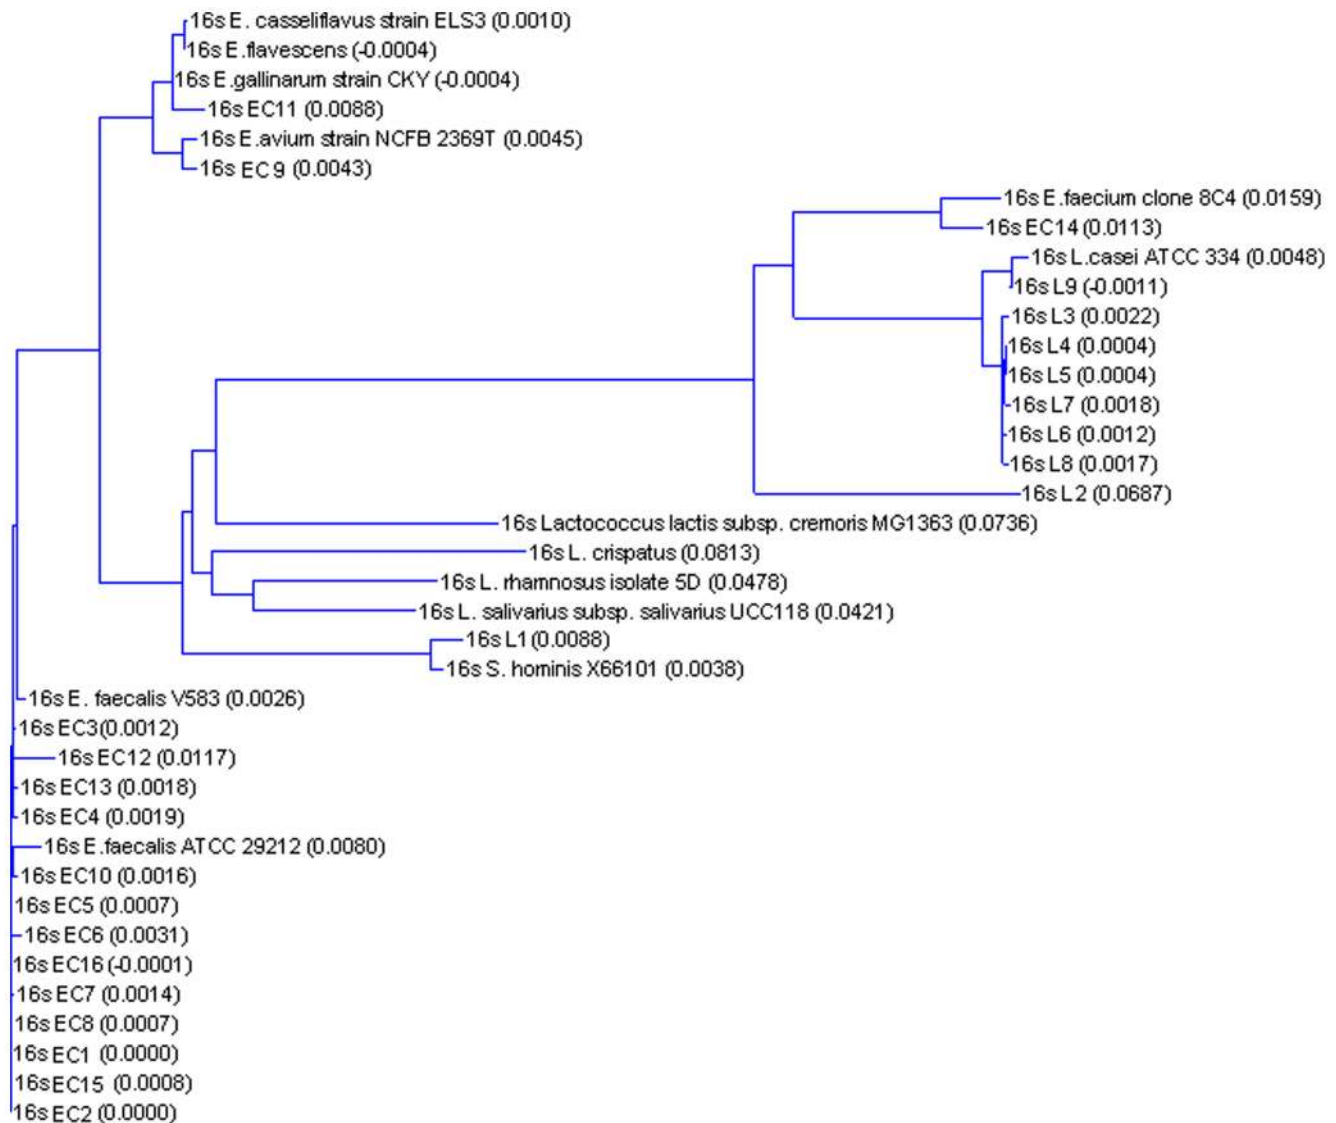 16s E. casseliflavus strain ELS3 (0.0010)
16s E.flavescens (-0.0004)
16s E.gallinarum strain CKY (-0.0004)
16s EC11 (0.0088)
16s E.avium strain NCFB 2369T (0.0045)
16s EC9 (0.0043)
16s E.faecium clone 8C4 (0.0159)
16s EC14 (0.0113)
16s L.casei ATCC 334 (0.0048)
16s L9 (-0.0011)
16s L3 (0.0022)
16s L4 (0.0004)
16s L5 (0.0004)
16s L7 (0.0018)
16s L6 (0.0012)
16s L8 (0.0017)
16s L2 (0.0687)
16s Lactococcus lactis subsp. cremoris MG1363 (0.0736)
16s L. crispatus (0.0813)
16s L. rhamnosus isolate 5D (0.0478)
16s L. salivarius subsp. salivarius UCC118 (0.0421)
16s L1 (0.0088)
16s S. hominis X66101 (0.0038)
16s E. faecalis V583 (0.0026)
16s EC3(0.0012)
16s EC12 (0.0117)
16s EC13 (0.0018)
16s EC4 (0.0019)
16s E.faecalis ATCC 29212 (0.0080)
16s EC10 (0.0016)
16s EC5 (0.0007)
16s EC6 (0.0031)
16s EC16 (-0.0001)
16s EC7 (0.0014)
16s EC8 (0.0007)
16s EC1 (0.0000)
16s EC15 (0.0008)
16s EC2 (0.0000)